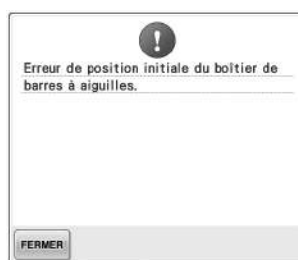 Erreur de position initiale du boîtier de
barres à aiguilles.
FERMER